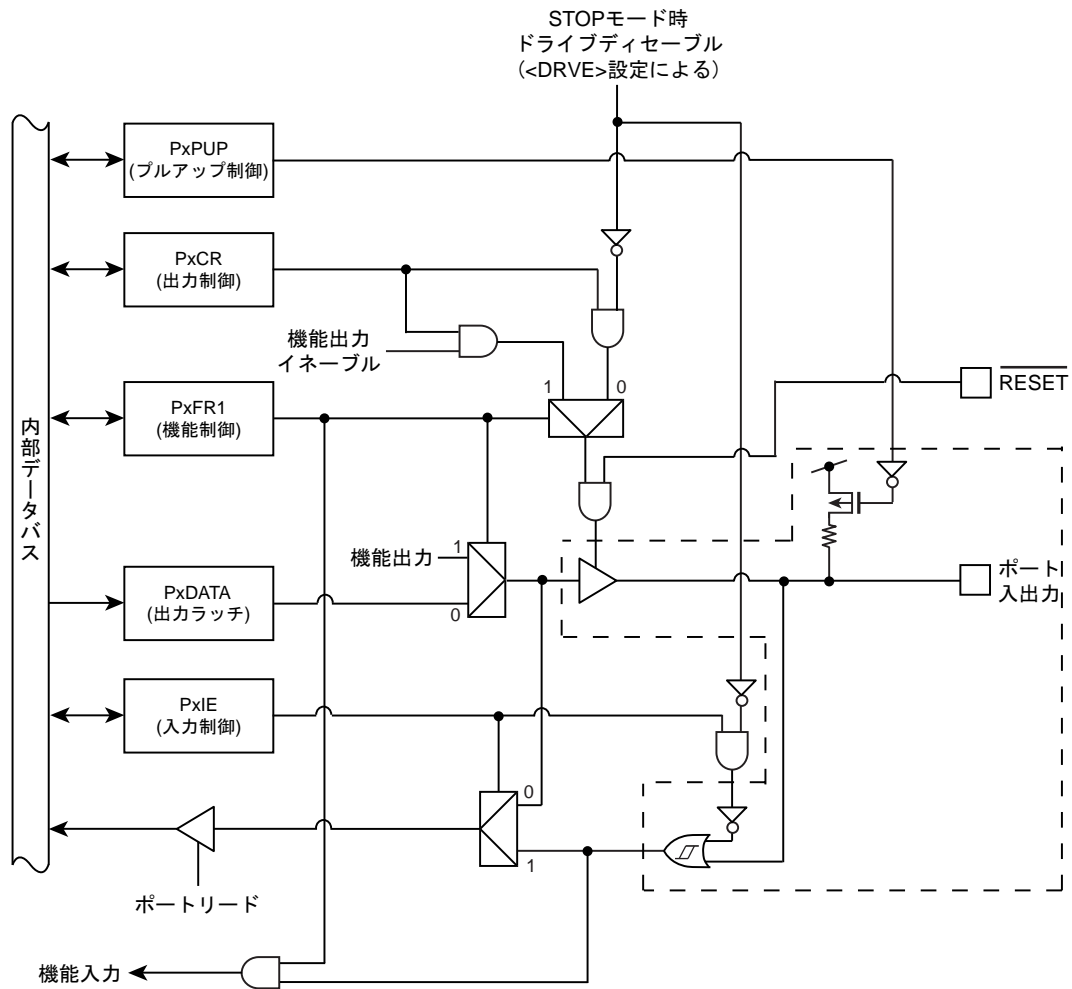 STOPモード時
ドライブディセーブル
(<DRVE>設定による)
PxPUP
(プルアップ制御)
PxCR
(出力制御)
機能出力
イネーブル
1
0
RESET
PxFR1
(機能制御)
内部データバス
機能出力
1
0
PxDATA
(出力ラッチ)
ポート
入出力
PxIE
(入力制御)
0
1
ポートリード
機能入力